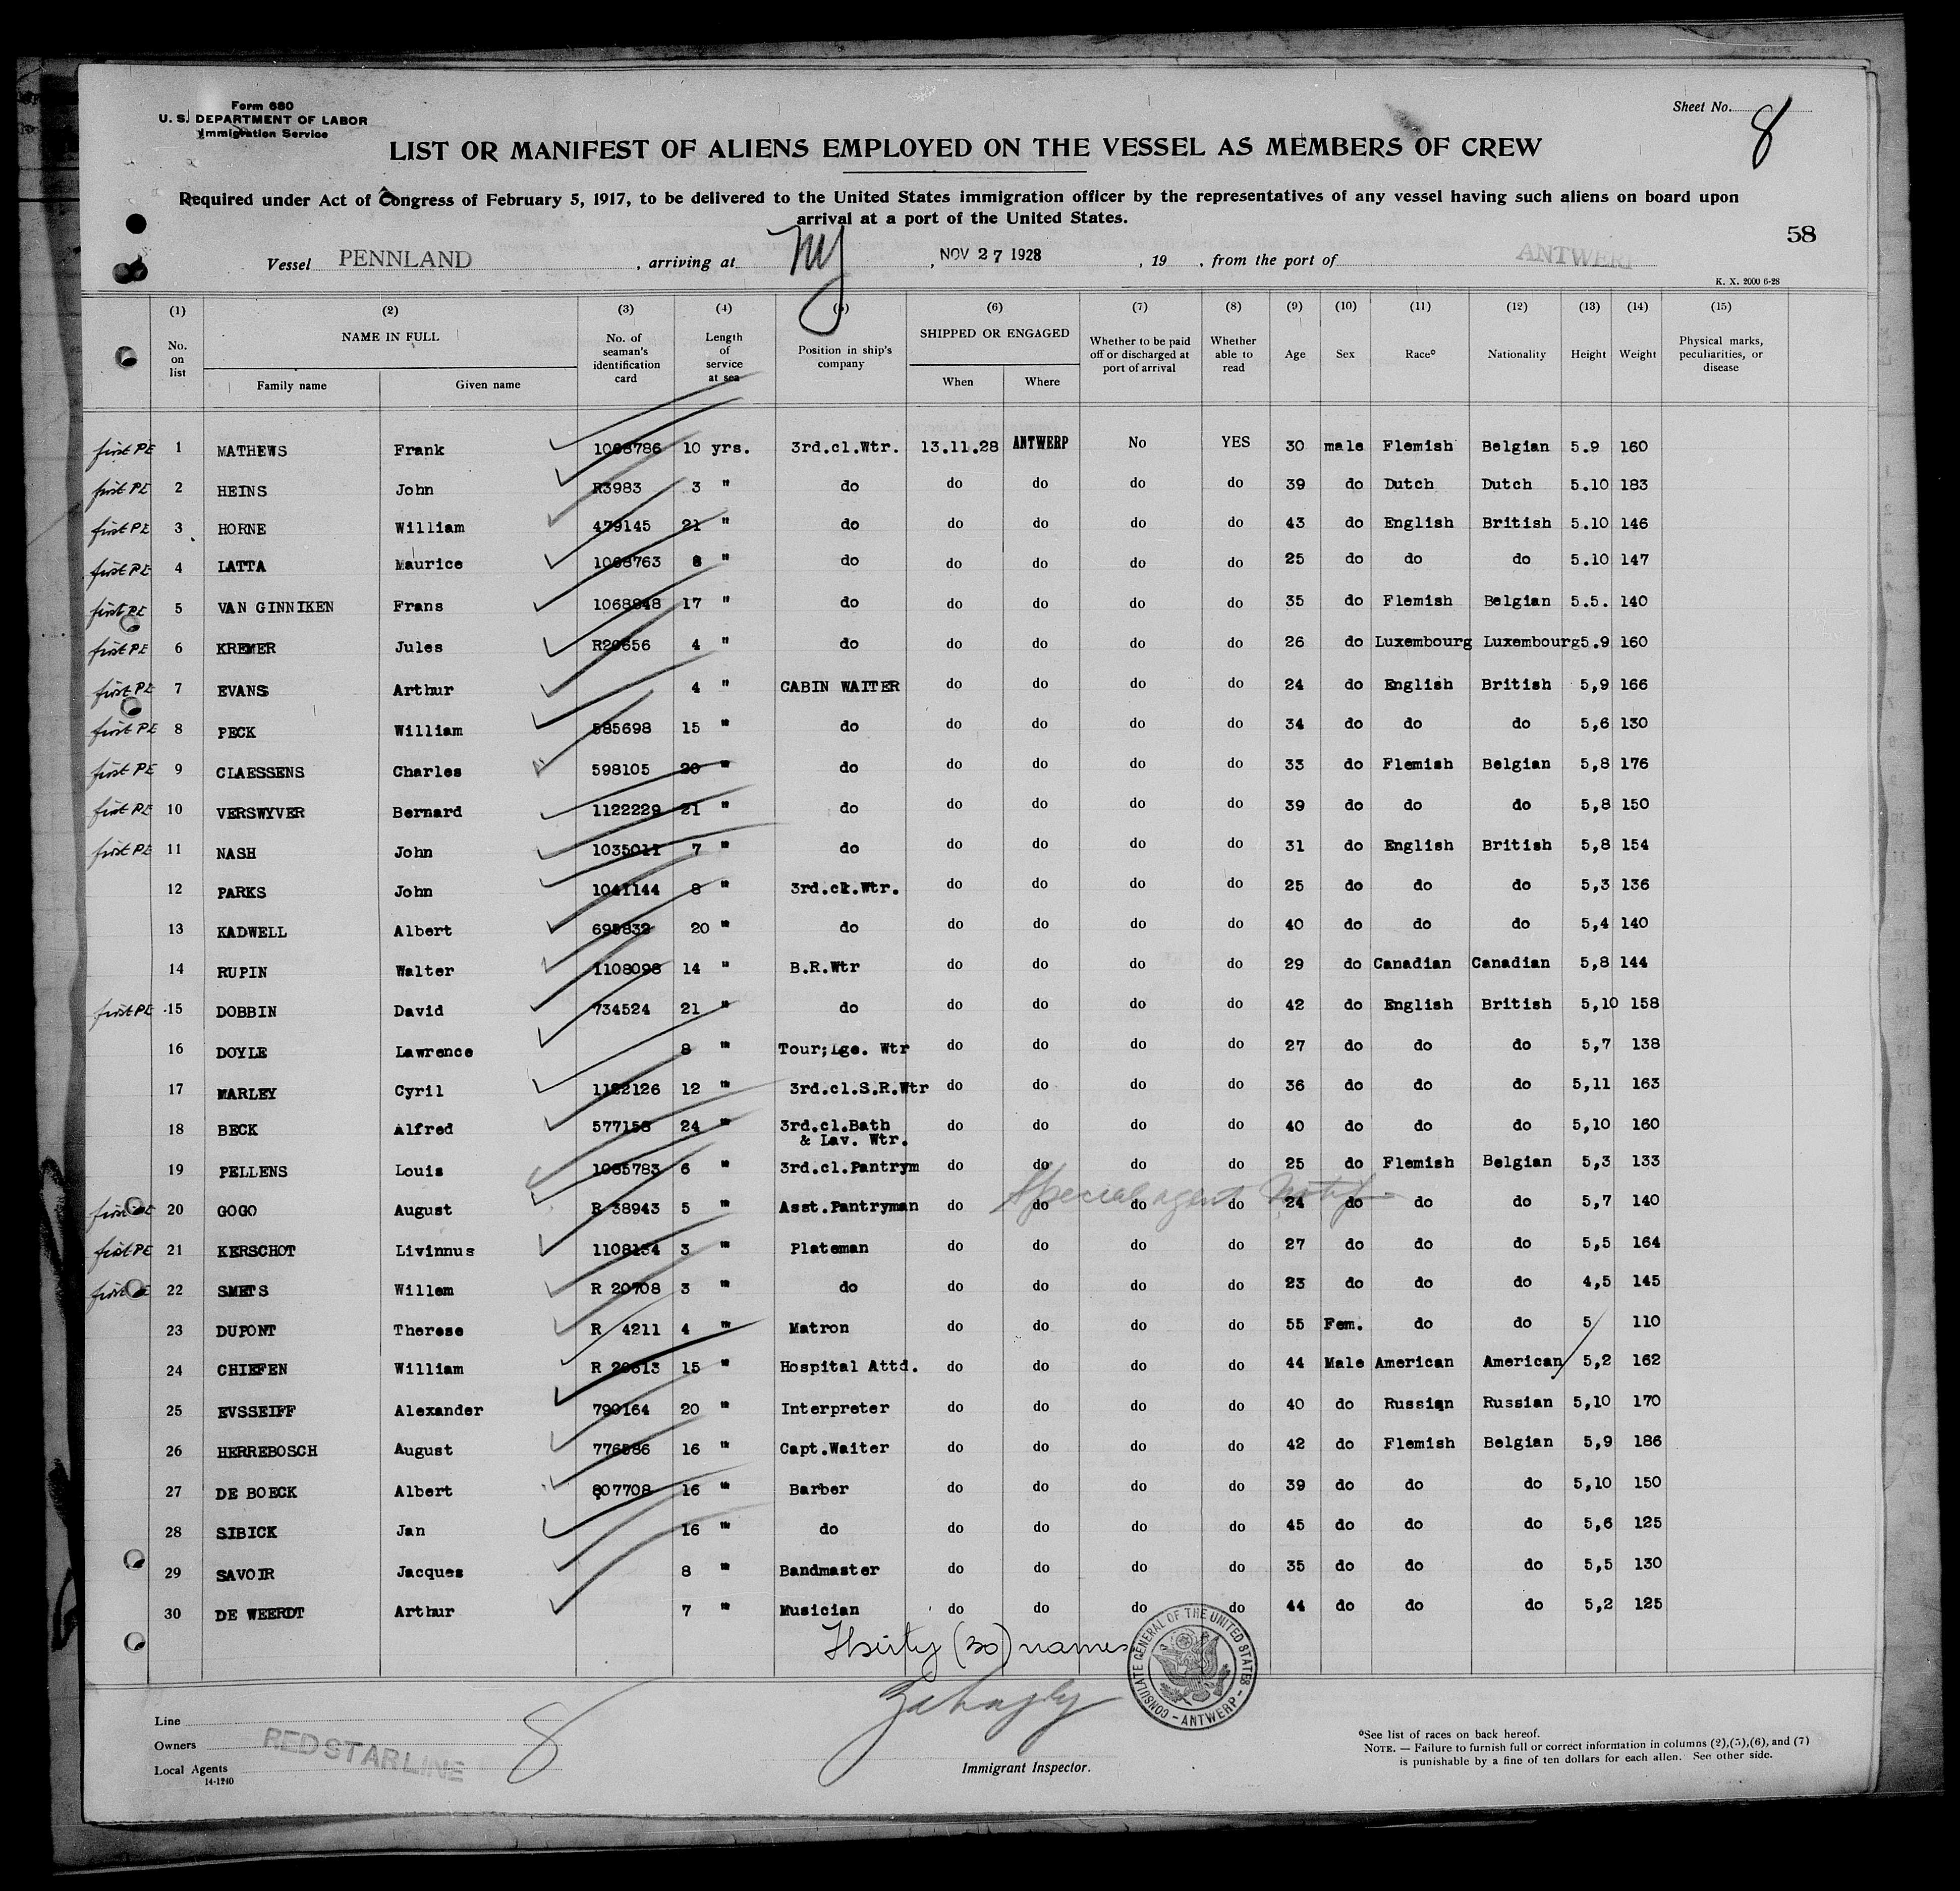 Form 680
U. S. DEPARTMENT OF LABOR
Immigration Service
Sheet No. 8
LIST OR MANIFEST OF ALIENS EMPLOYED ON THE VESSEL AS MEMBERS OF CREW
Required under Act of Congress of February 5, 1917, to be delivered to the United States immigration officer by the representatives of any vessel having such aliens on board upon
arrival at a port of the United States.
58
Vessel PENNLAND , arriving at NY , NOV 27 1928 , 19 , from the port of ANTWERP
K. X. 2000 6-28
(1) (2) (3) (4) (5) (6) (7) (8) (9) (10) (11) (12) (13) (14) (15)
No. on list NAME IN FULL Family name Given name No. of seaman's identification card Length of service at sea Position in ship's company SHIPPED OR ENGAGED When Where Whether to be paid off or discharged at port of arrival Whether able to read Age Sex Race° Nationality Height Weight Physical marks, peculiarities, or disease
first PE 1 MATHEWS Frank 1068786 10 yrs. 3rd.cl.Wtr. 13.11.28 ANTWERP No YES 30 male Flemish Belgian 5.9 160
first PE 2 HEINS John R3983 3 " do do do do do 39 do Dutch Dutch 5.10 183
first PE 3 HORNE William 479145 21 " do do do do do 43 do English British 5.10 146
first PE 4 LATTA Maurice 1068763 8 " do do do do do 25 do do do 5.10 147
first PE 5 VAN GINNIKEN Frans 1068848 17 " do do do do do 35 do Flemish Belgian 5.5. 140
first PE 6 KREMER Jules R20656 4 " do do do do do 26 do Luxembourg Luxembourg 5.9 160
first PE 7 EVANS Arthur 4 " CABIN WAITER do do do do 24 do English British 5,9 166
first PE 8 PECK William 585698 15 " do do do do do 34 do do do 5,6 130
first PE 9 CLAESSENS Charles 598105 20 " do do do do do 33 do Flemish Belgian 5,8 176
first PE 10 VERSWYVER Bernard 1122229 21 " do do do do do 39 do do do 5,8 150
first PE 11 NASH John 1035011 7 " do do do do do 31 do English British 5,8 154
12 PARKS John 1041144 8 " 3rd.ck.Wtr. do do do do 25 do do do 5,3 136
13 KADWELL Albert 695832 20 " do do do do do 40 do do do 5,4 140
14 RUPIN Walter 1108098 14 " B.R.Wtr do do do do 29 do Canadian Canadian 5,8 144
first PE 15 DOBBIN David 734524 21 " do do do do do 42 do English British 5,10 158
16 DOYLE Lawrence 8 " Tour;Lge. Wtr do do do do 27 do do do 5,7 138
17 MARLEY Cyril 1122126 12 " 3rd.cl.S.R.Wtr do do do do 36 do do do 5,11 163
18 BECK Alfred 577158 24 " 3rd.cl.Bath & Lav. Wtr. do do do do 40 do do do 5,10 160
19 PELLENS Louis 1085783 6 " 3rd.cl.Pantrym do do do do 25 do Flemish Belgian 5,3 133
Special agent
first PE 20 GOGO August R 38943 5 " Asst.Pantryman do do do do 24 do do do 5,7 140
first PE 21 KERSCHOT Livinnus 1108134 3 " Plateman do do do do 27 do do do 5,5 164
first PE 22 SMETS Willem R 20708 3 " do do do do do 23 do do do 4,5 145
23 DUPONT Therese R 4211 4 " Matron do do do do 55 Fem. do do 5 110
24 CHIEFEN William R 20613 15 " Hospital Attd. do do do do 44 Male American American 5,2 162
25 EVSSEIFF Alexander 790164 20 " Interpreter do do do do 40 do Russian Russian 5,10 170
26 HERREBOSCH August 776586 16 " Capt.Waiter do do do do 42 do Flemish Belgian 5,9 186
27 DE BOECK Albert 807708 16 " Barber do do do do 39 do do do 5,10 150
28 SIBICK Jan 16 " do do do do do 45 do do do 5,6 125
29 SAVOIR Jacques 8 " Bandmaster do do do do 35 do do do 5,5 130
30 DE WEERDT Arthur 7 " Musician do do do do 44 do do do 5,2 125
Thirty (30) names
CONSULATE GENERAL OF THE UNITED STATES - ANTWERP -
Line
Owners
RED STAR LINE
8
Local Agents
14-1240
Immigrant Inspector.
°See list of races on back hereof.
NOTE. — Failure to furnish full or correct information in columns (2),(5),(6), and (7)
is punishable by a fine of ten dollars for each alien. See other side.